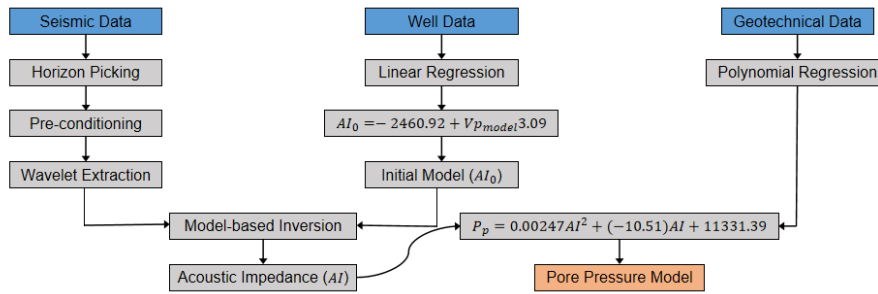 Seismic Data
Well Data
Geotechnical Data
Horizon Picking
Linear Regression
Polynomial Regression
Pre-conditioning
AI₀ = − 2460.92 + Vp_model3.09
Wavelet Extraction
Initial Model (AI₀)
Model-based Inversion
P_p = 0.00247AI² + (−10.51)AI + 11331.39
Acoustic Impedance (AI)
Pore Pressure Model